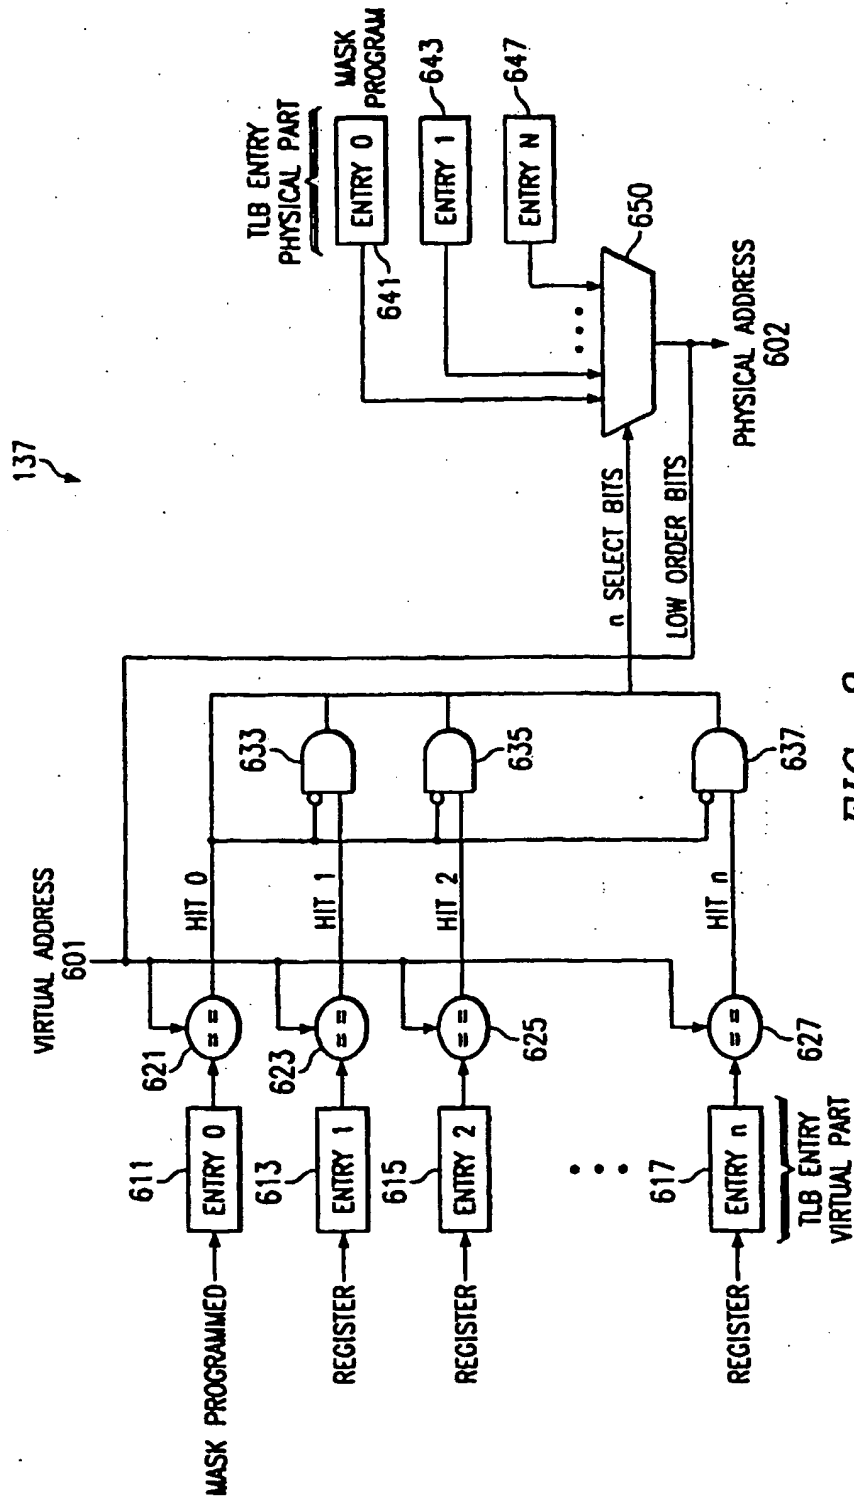 137
VIRTUAL ADDRESS
601
MASK PROGRAMMED
611
ENTRY 0
621
==
HIT 0
REGISTER
613
ENTRY 1
623
==
HIT 1
633
REGISTER
615
ENTRY 2
625
==
HIT 2
635
REGISTER
617
ENTRY n
627
==
HIT n
637
TLB ENTRY
VIRTUAL PART
n SELECT BITS
LOW ORDER BITS
TLB ENTRY
PHYSICAL PART
641
ENTRY 0
MASK
PROGRAM
ENTRY 1
643
ENTRY N
647
650
PHYSICAL ADDRESS
602